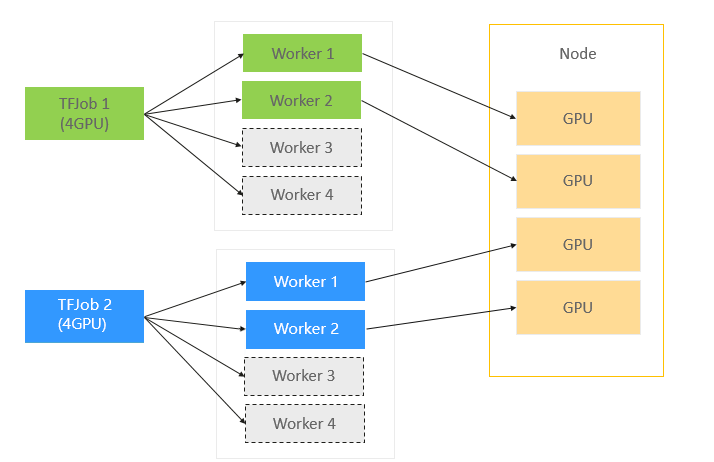 TFJob 1
(4GPU)
Worker 1
Worker 2
Worker 3
Worker 4
TFJob 2
(4GPU)
Worker 1
Worker 2
Worker 3
Worker 4
Node
GPU
GPU
GPU
GPU